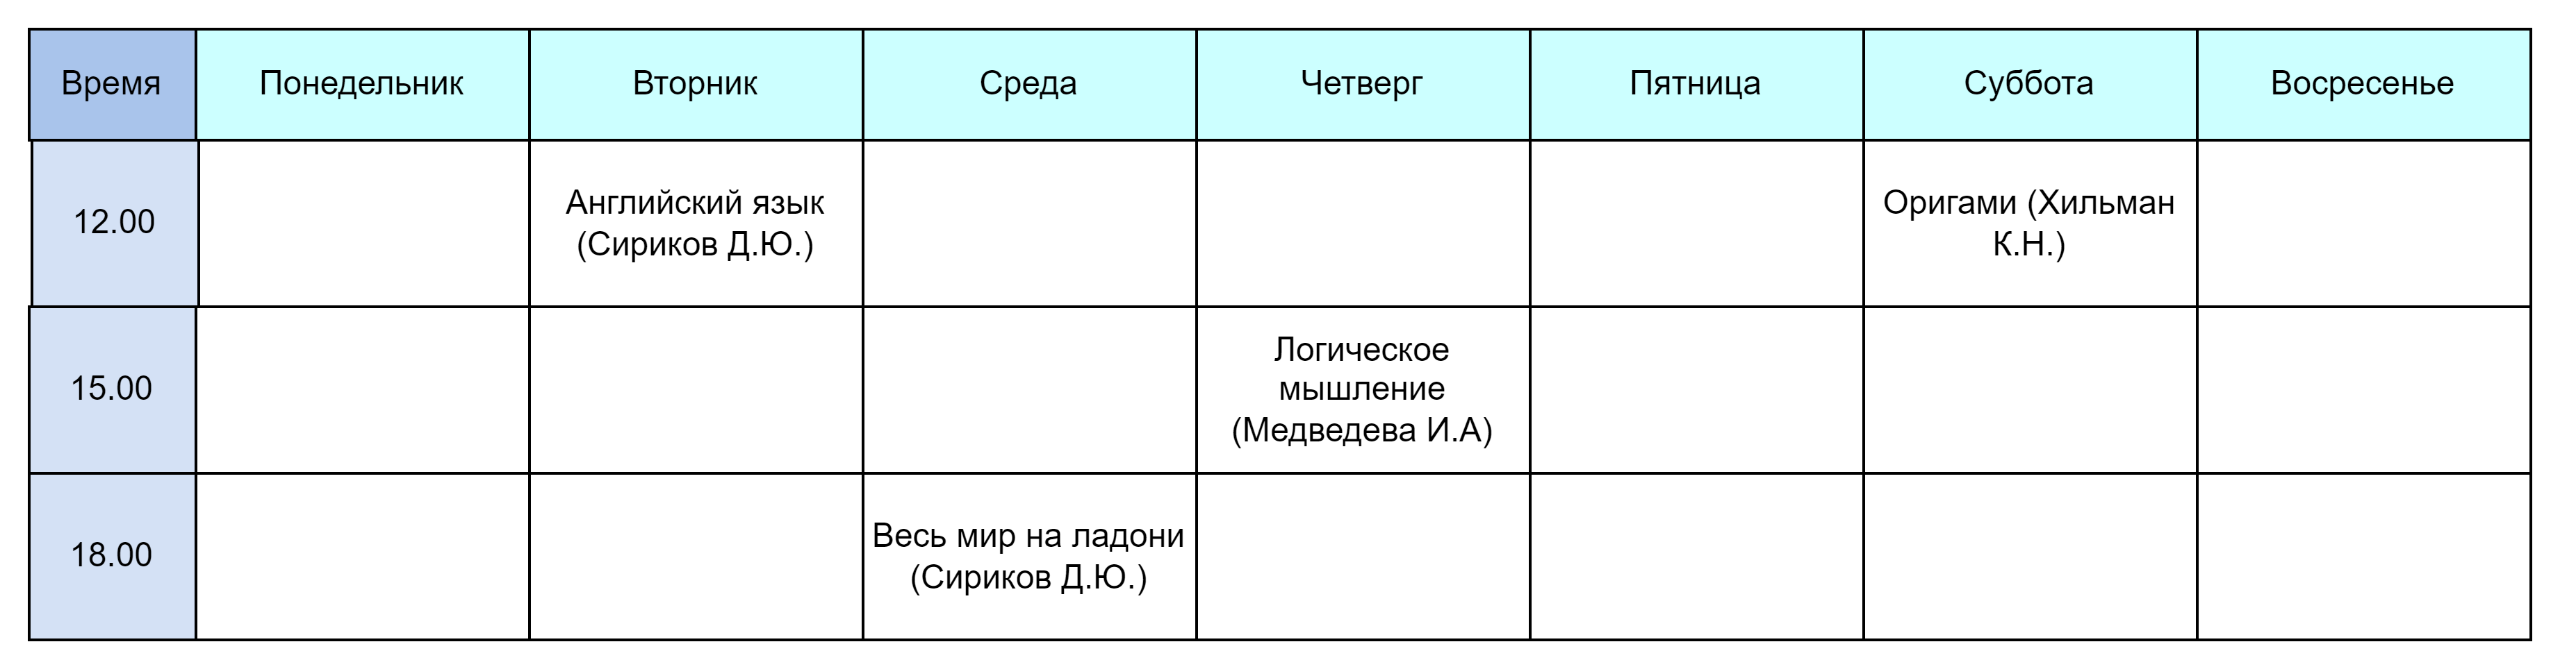 Время
Понедельник
Вторник
Среда
Четверг
Пятница
Суббота
Восресенье
12.00
Английский язык
(Сириков Д.Ю.)
Оригами (Хильман
К.Н.)
15.00
Логическое
мышление
(Медведева И.А)
18.00
Весь мир на ладони
(Сириков Д.Ю.)